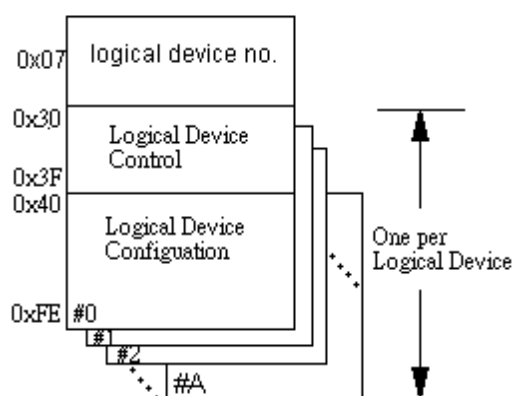 0x07
logical device no.
0x30
Logical Device
Control
0x3F
0x40
Logical Device
Configuation
One per
Logical Device
0xFE
#0
#1
#2
#A